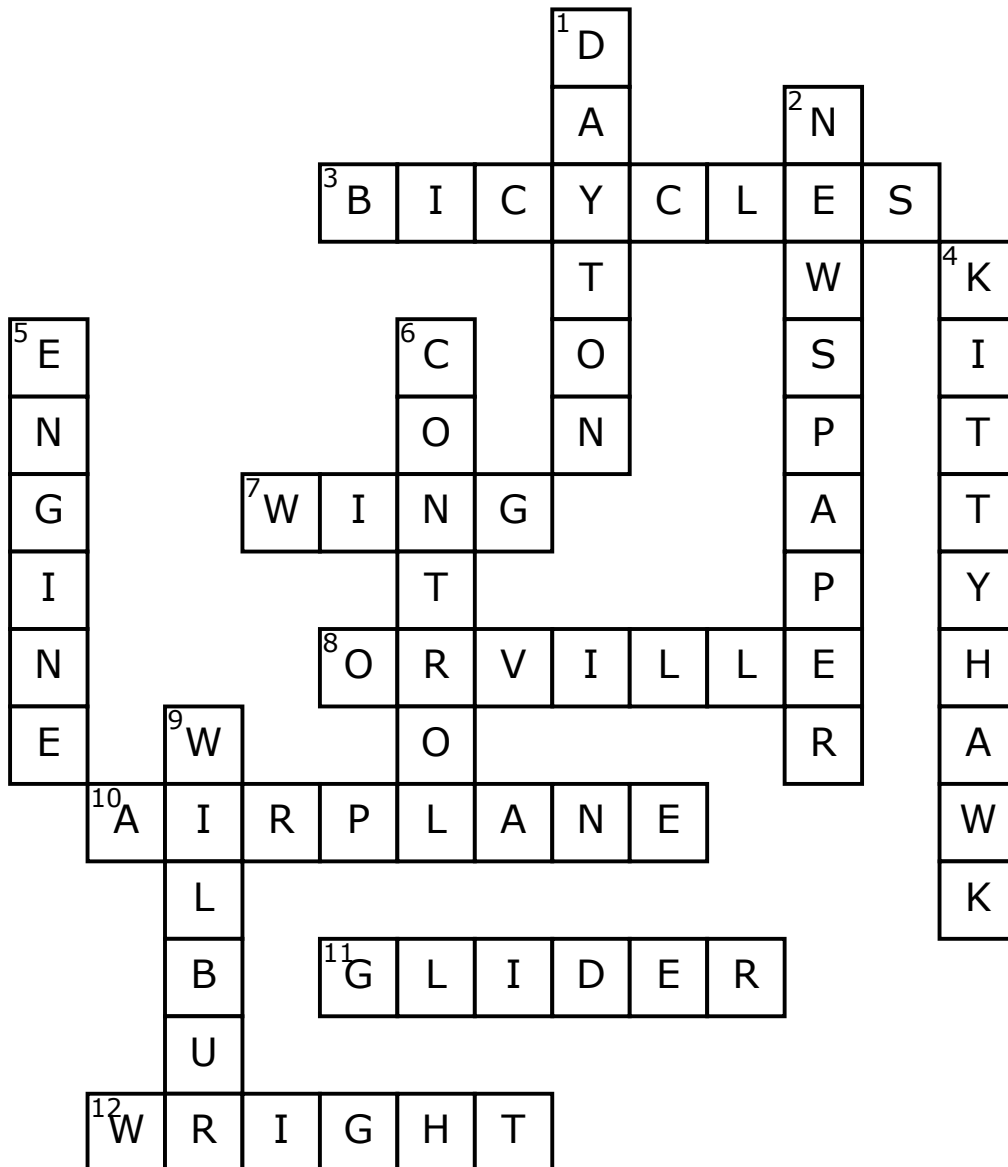 1 D
A 2 N
3 B I C Y C L E S
T W 4 K
5 E 6 C O S I
N O N P T
G 7 W I N G A T
I T P Y
N 8 O R V I L L E H
E 9 W O R A
10 A I R P L A N E W
L K
B 11 G L I D E R
U
12 W R I G H T